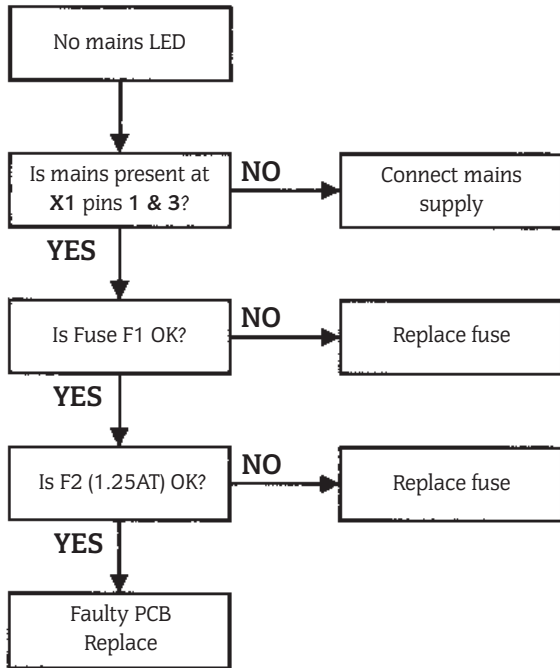 No mains LED
Is mains present at
X1 pins 1 & 3?
NO
Connect mains
supply
YES
Is Fuse F1 OK?
NO
Replace fuse
YES
Is F2 (1.25AT) OK?
NO
Replace fuse
YES
Faulty PCB
Replace